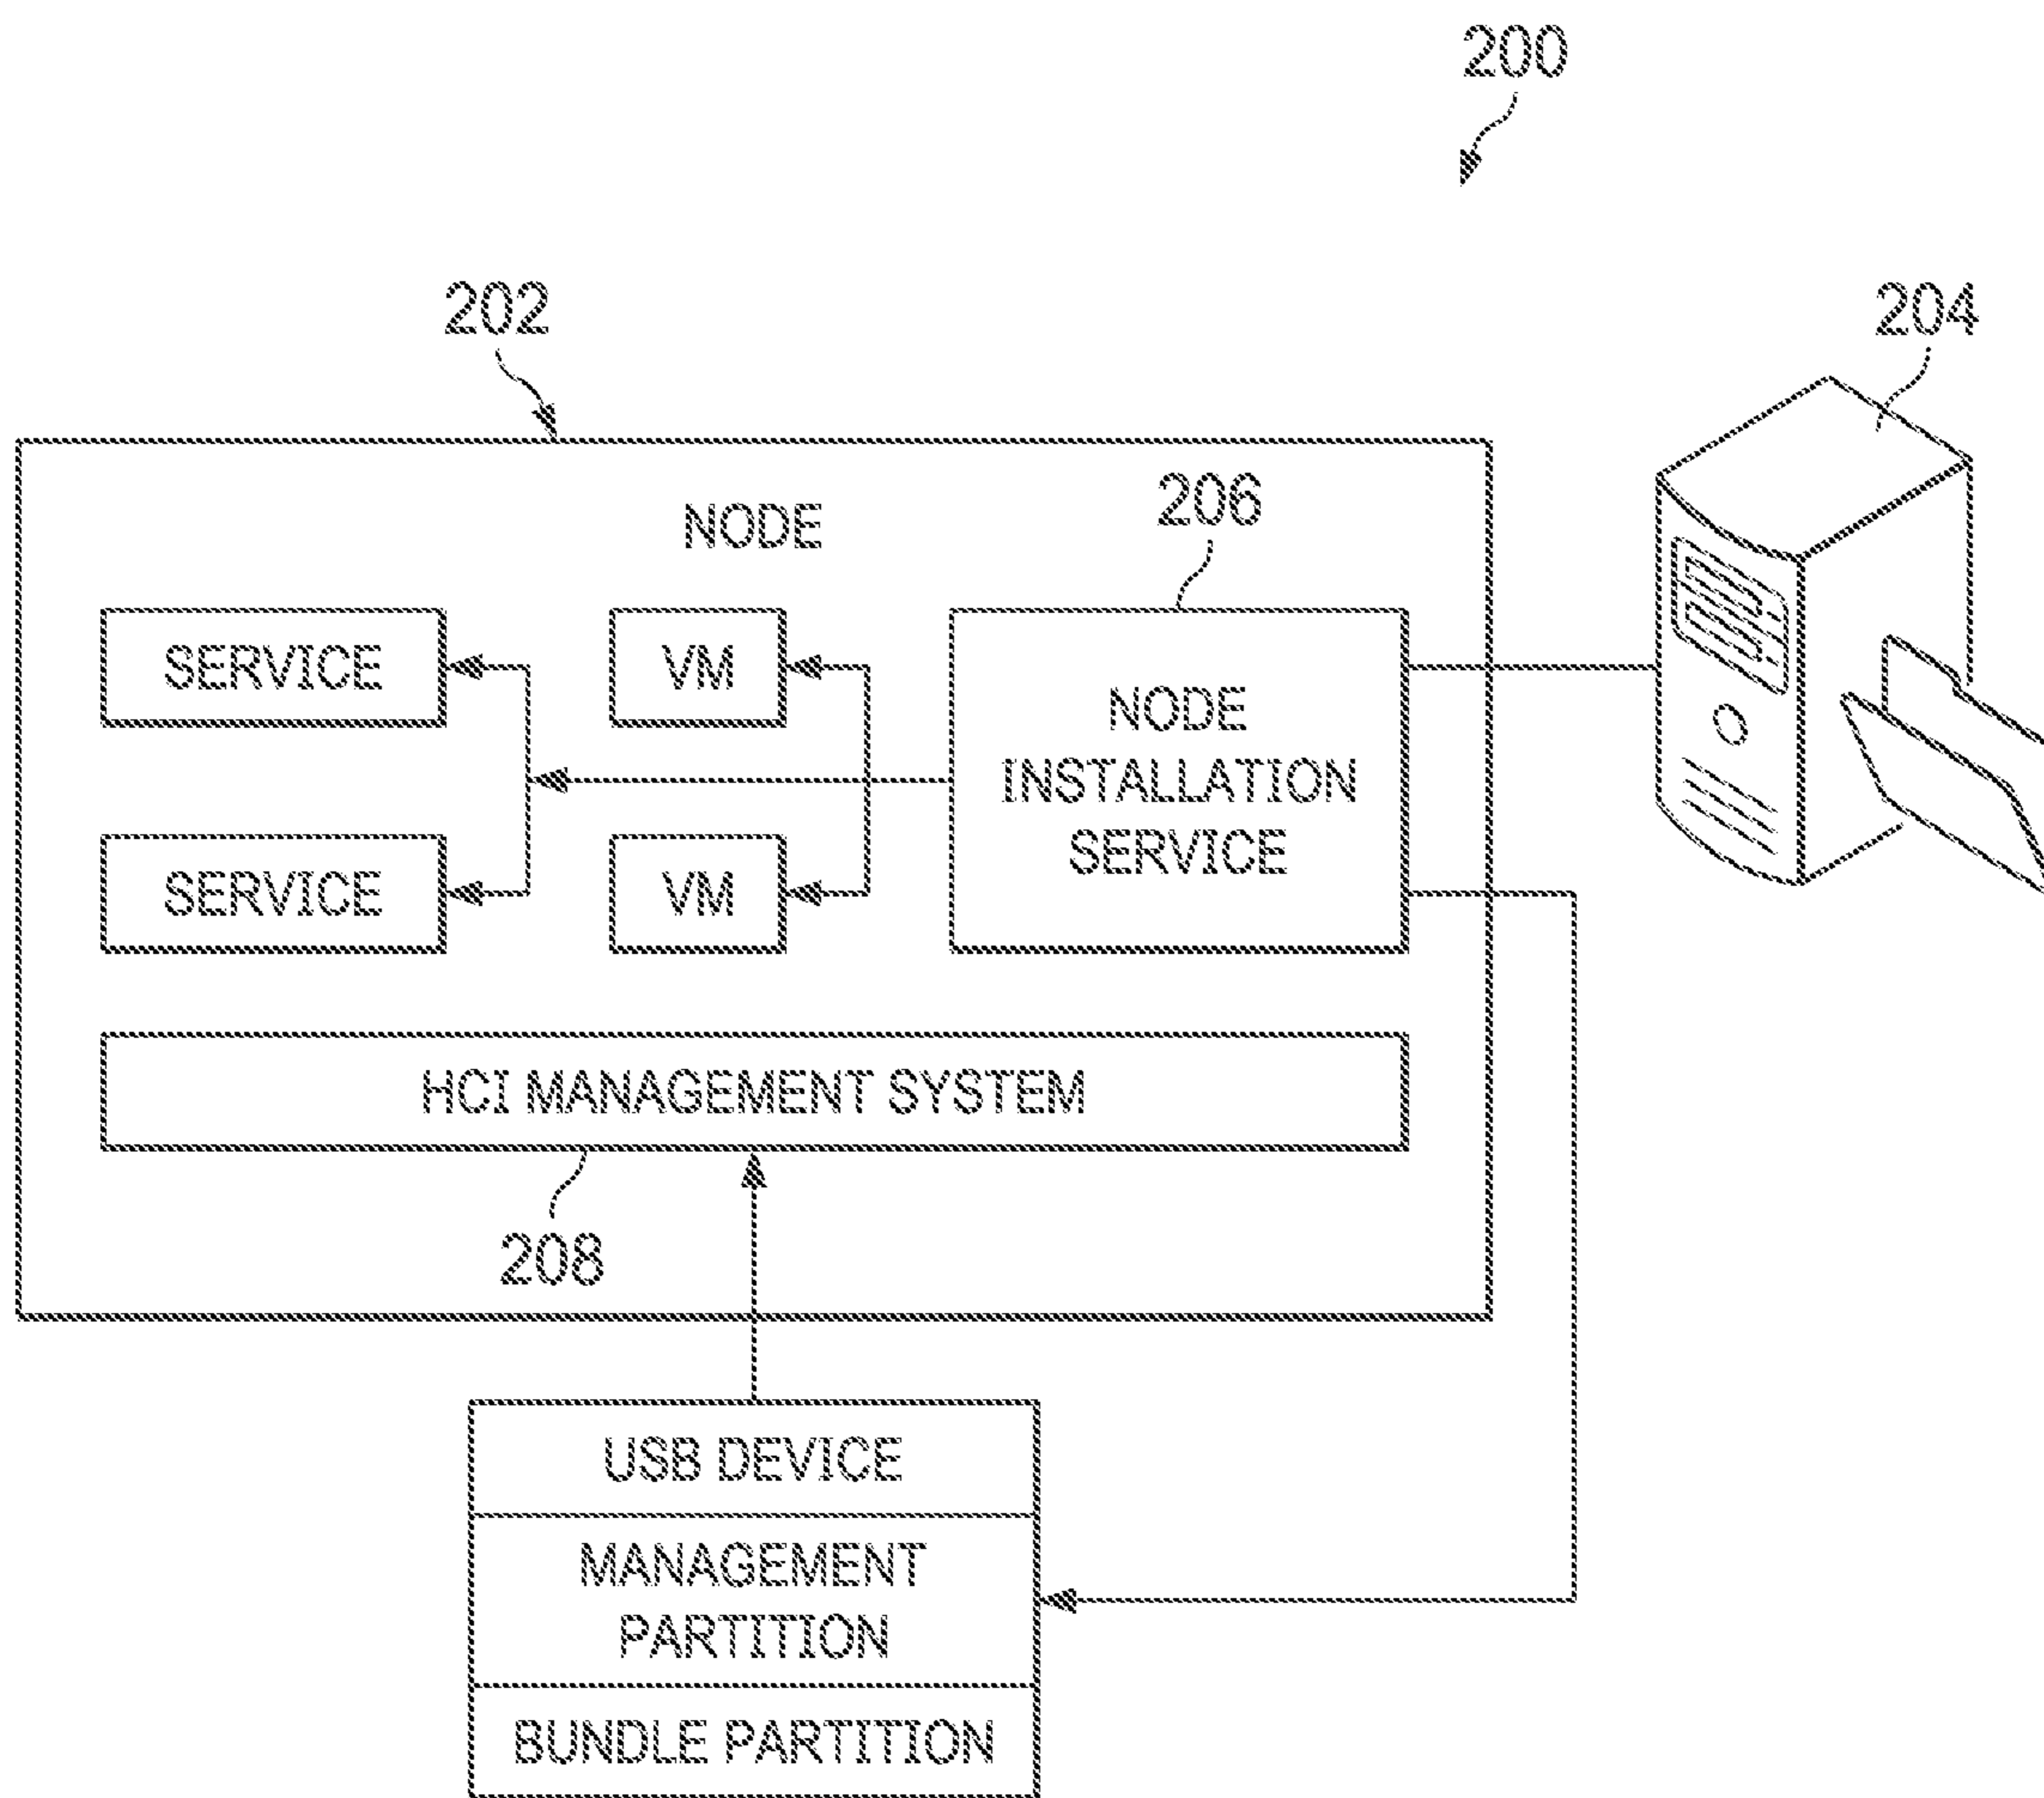 200
202
204
NODE
206
SERVICE
VM
NODE
INSTALLATION
SERVICE
SERVICE
VM
HCI MANAGEMENT SYSTEM
208
USB DEVICE
MANAGEMENT
PARTITION
BUNDLE PARTITION